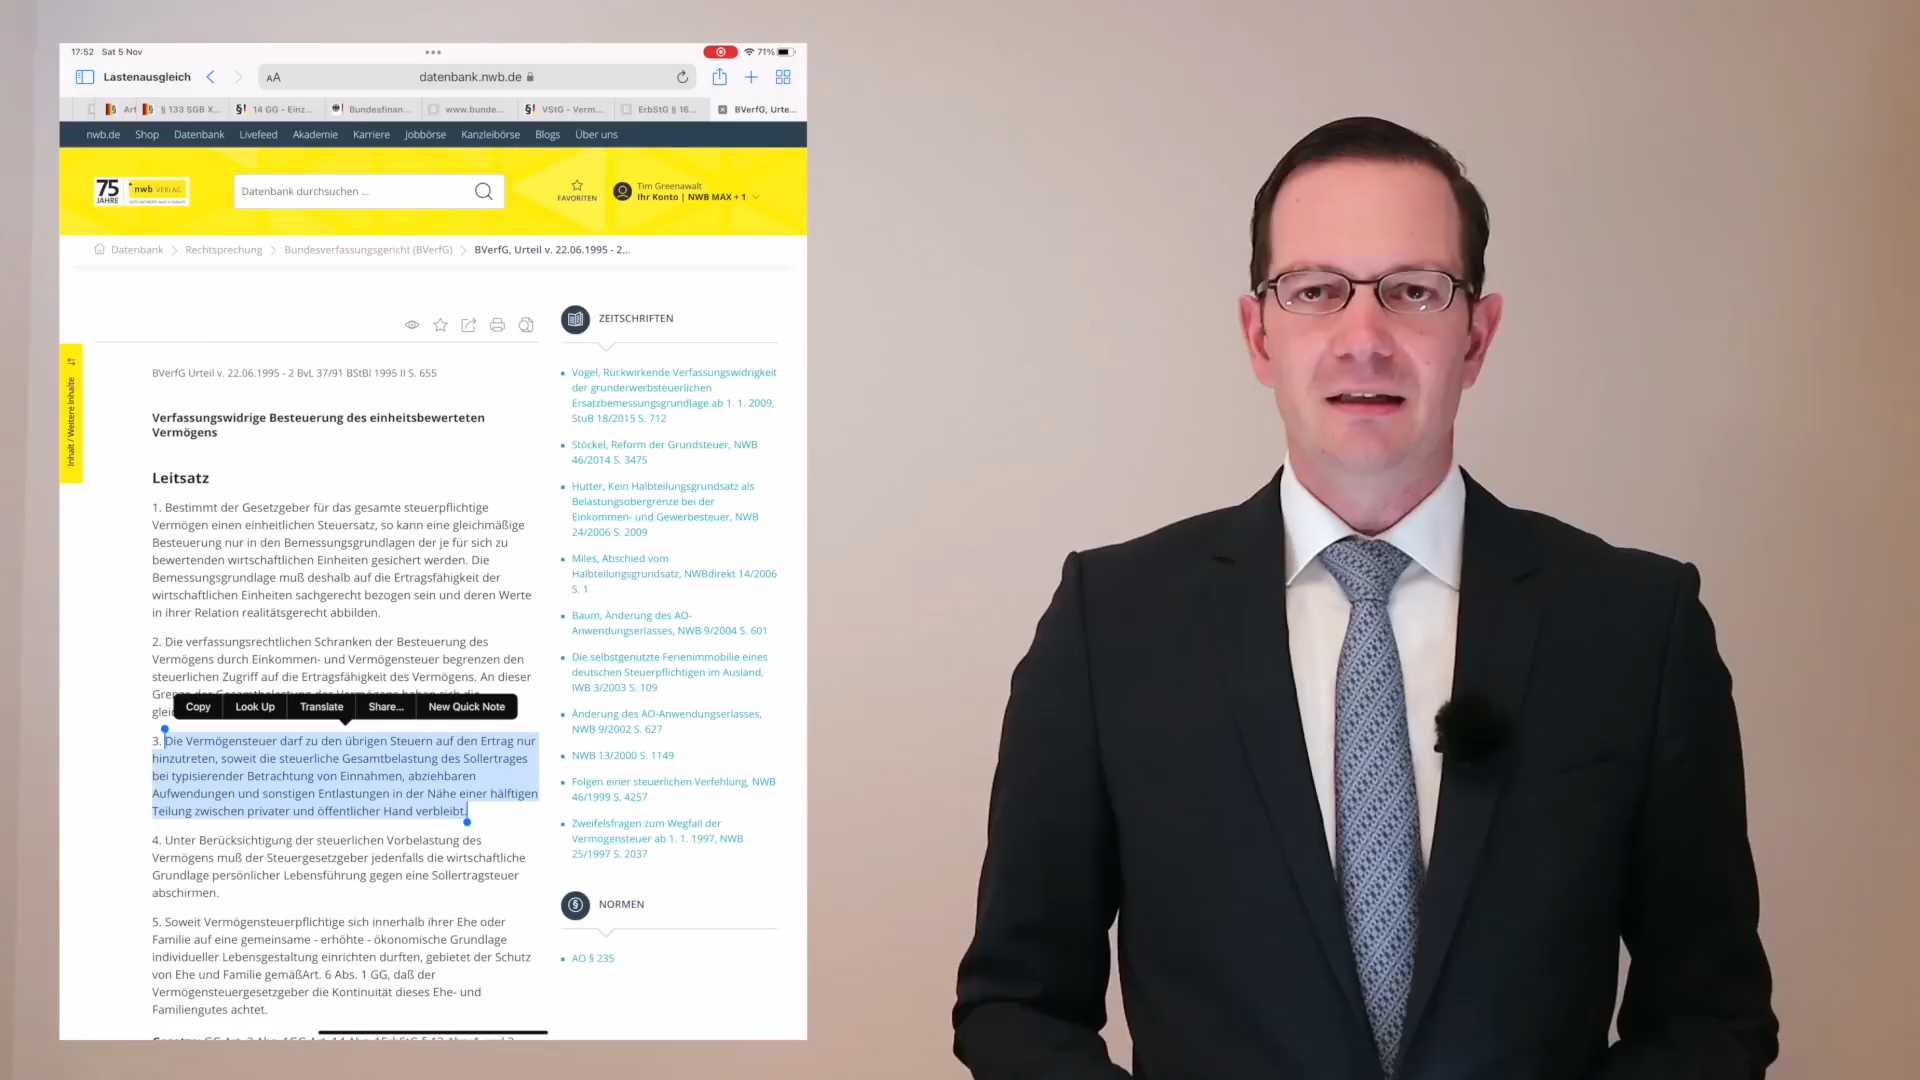 17:52 Sat 5 Nov
71%
Lastenausgleich
AA
datenbank.nwb.de
Art
§ 133 SGB X...
14 GG - Einz...
Bundesfinan...
www.bunde...
VStG - Verm...
ErbStG § 16...
BVerfG, Urte...
nwb.de Shop Datenbank Livefeed Akademie Karriere Jobbörse Kanzleibörse Blogs Über uns
75 JAHRE
nwb VERLAG
Datenbank durchsuchen ...
FAVORITEN
Tim Greenawalt
Ihr Konto | NWB MAX + 1
Datenbank Rechtsprechung Bundesverfassungsgericht (BVerfG) BVerfG, Urteil v. 22.06.1995 - 2...
Inhalt / Weitere Inhalte
BVerfG Urteil v. 22.06.1995 - 2 BvL 37/91 BStBl 1995 II S. 655
Verfassungswidrige Besteuerung des einheitsbewerteten
Vermögens
Leitsatz
1. Bestimmt der Gesetzgeber für das gesamte steuerpflichtige
Vermögen einen einheitlichen Steuersatz, so kann eine gleichmäßige
Besteuerung nur in den Bemessungsgrundlagen der je für sich zu
bewertenden wirtschaftlichen Einheiten gesichert werden. Die
Bemessungsgrundlage muß deshalb auf die Ertragsfähigkeit der
wirtschaftlichen Einheiten sachgerecht bezogen sein und deren Werte
in ihrer Relation realitätsgerecht abbilden.
2. Die verfassungsrechtlichen Schranken der Besteuerung des
Vermögens durch Einkommen- und Vermögensteuer begrenzen den
steuerlichen Zugriff auf die Ertragsfähigkeit des Vermögens. An dieser
Grenze der Gesamtbelastung des Vermögens haben sich die
glei
Copy Look Up Translate Share... New Quick Note
3. Die Vermögensteuer darf zu den übrigen Steuern auf den Ertrag nur
hinzutreten, soweit die steuerliche Gesamtbelastung des Sollertrages
bei typisierender Betrachtung von Einnahmen, abziehbaren
Aufwendungen und sonstigen Entlastungen in der Nähe einer hälftigen
Teilung zwischen privater und öffentlicher Hand verbleibt.
4. Unter Berücksichtigung der steuerlichen Vorbelastung des
Vermögens muß der Steuergesetzgeber jedenfalls die wirtschaftliche
Grundlage persönlicher Lebensführung gegen eine Sollertragsteuer
abschirmen.
5. Soweit Vermögensteuerpflichtige sich innerhalb ihrer Ehe oder
Familie auf eine gemeinsame - erhöhte - ökonomische Grundlage
individueller Lebensgestaltung einrichten durften, gebietet der Schutz
von Ehe und Familie gemäßArt. 6 Abs. 1 GG, daß der
Vermögensteuergesetzgeber die Kontinuität dieses Ehe- und
Familiengutes achtet.
ZEITSCHRIFTEN
Vogel, Rückwirkende Verfassungswidrigkeit
der grunderwerbsteuerlichen
Ersatzbemessungsgrundlage ab 1. 1. 2009,
StuB 18/2015 S. 712
Stöckel, Reform der Grundsteuer, NWB
46/2014 S. 3475
Hutter, Kein Halbteilungsgrundsatz als
Belastungsobergrenze bei der
Einkommen- und Gewerbesteuer, NWB
24/2006 S. 2009
Miles, Abschied vom
Halbteilungsgrundsatz, NWBdirekt 14/2006
S. 1
Baum, Änderung des AO-
Anwendungserlasses, NWB 9/2004 S. 601
Die selbstgenutzte Ferienimmobilie eines
deutschen Steuerpflichtigen im Ausland,
IWB 3/2003 S. 109
Änderung des AO-Anwendungserlasses,
NWB 9/2002 S. 627
NWB 13/2000 S. 1149
Folgen einer steuerlichen Verfehlung, NWB
46/1999 S. 4257
Zweifelsfragen zum Wegfall der
Vermögensteuer ab 1. 1. 1997, NWB
25/1997 S. 2037
NORMEN
AO § 235